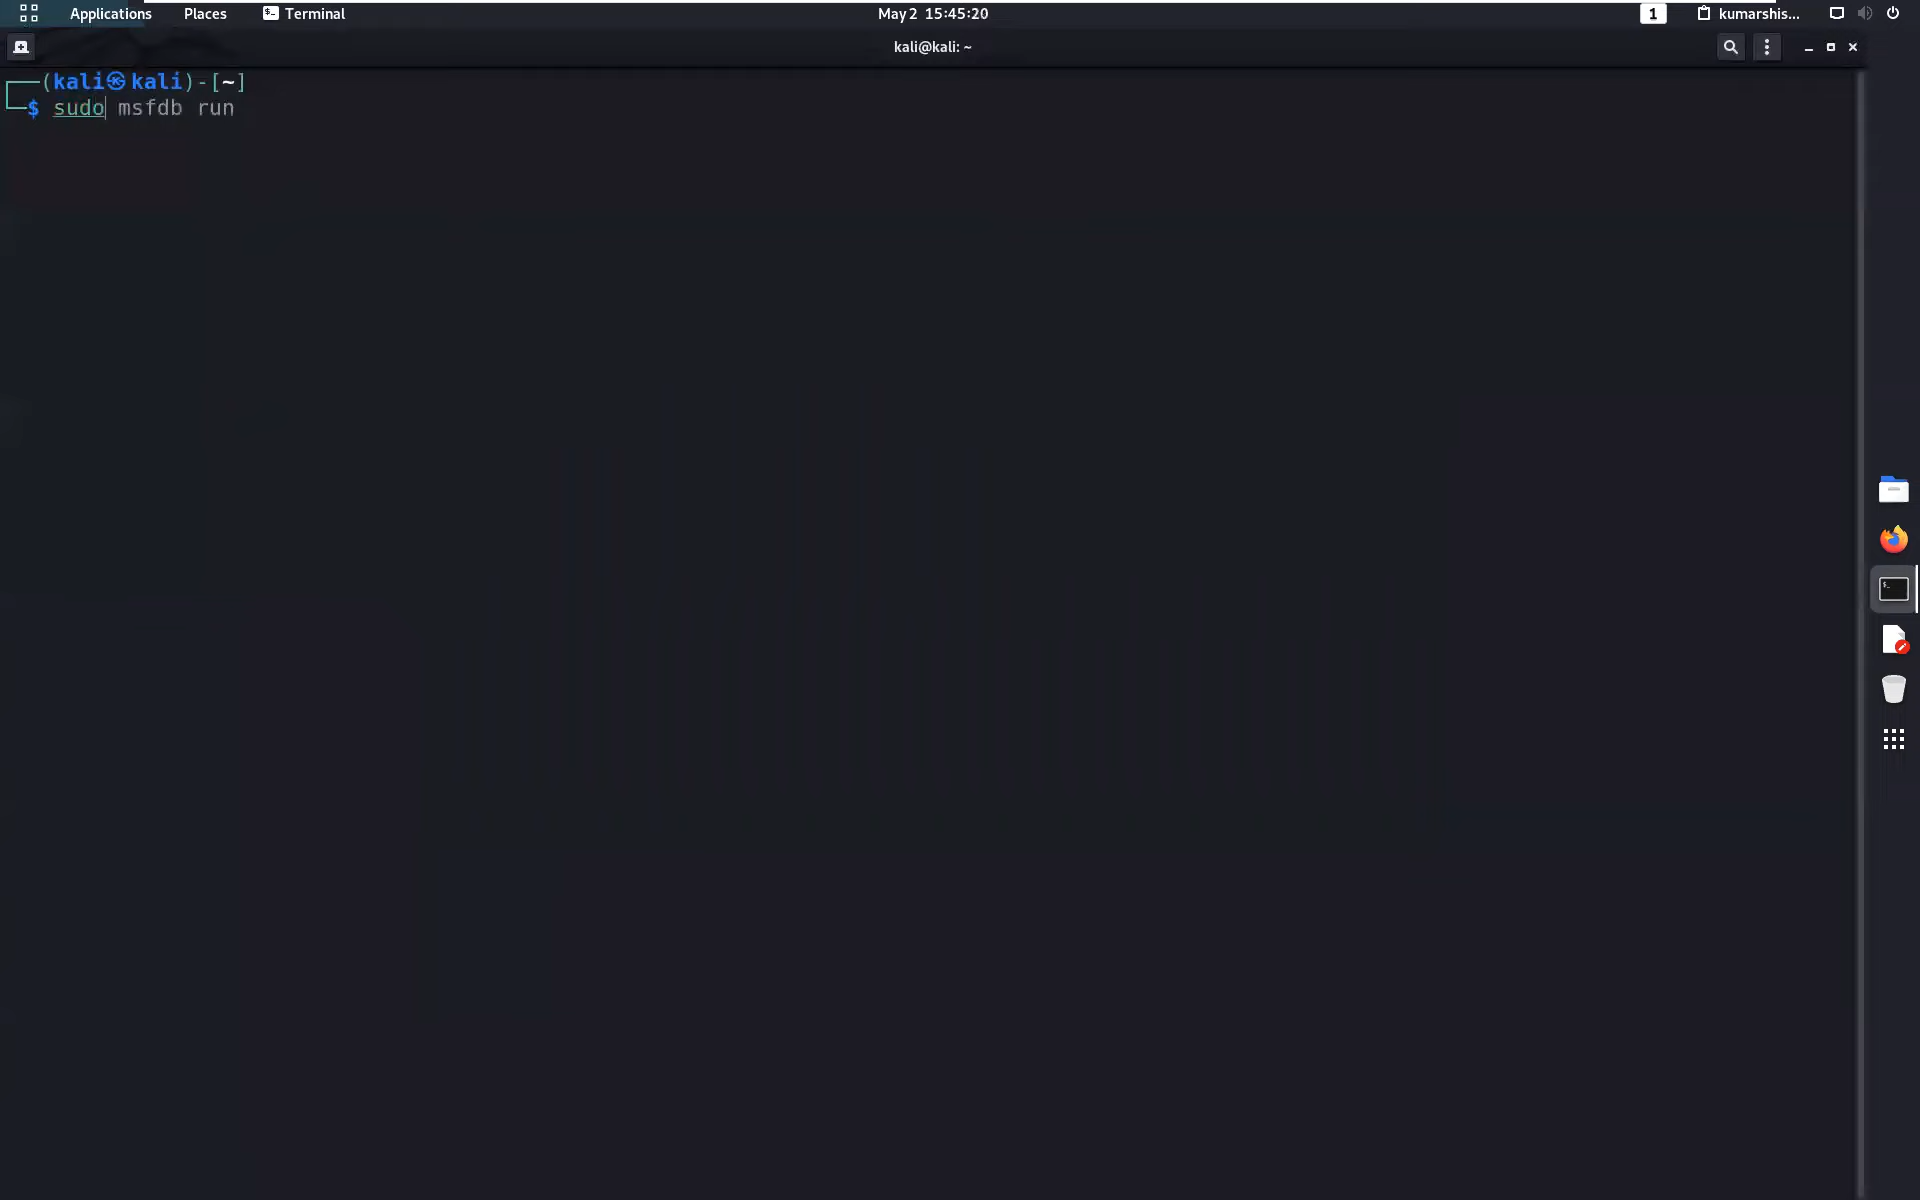 Applications Places Terminal May 2 15:45:20 1 kumarshis...
kali@kali: ~
(kali㉿kali)-[~]
$ sudo msfdb run